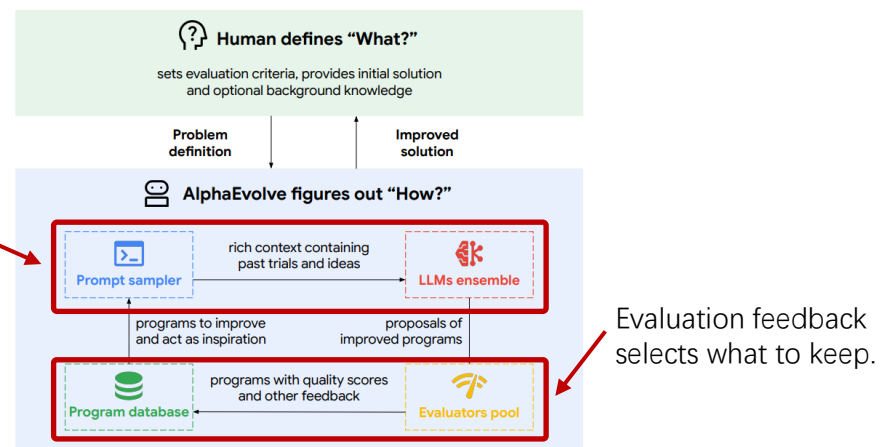 Human defines “What?”
sets evaluation criteria, provides initial solution
and optional background knowledge
Problem
definition
Improved
solution
AlphaEvolve figures out “How?”
Prompt sampler
rich context containing
past trials and ideas
LLMs ensemble
programs to improve
and act as inspiration
proposals of
improved programs
Program database
programs with quality scores
and other feedback
Evaluators pool
Evaluation feedback
selects what to keep.